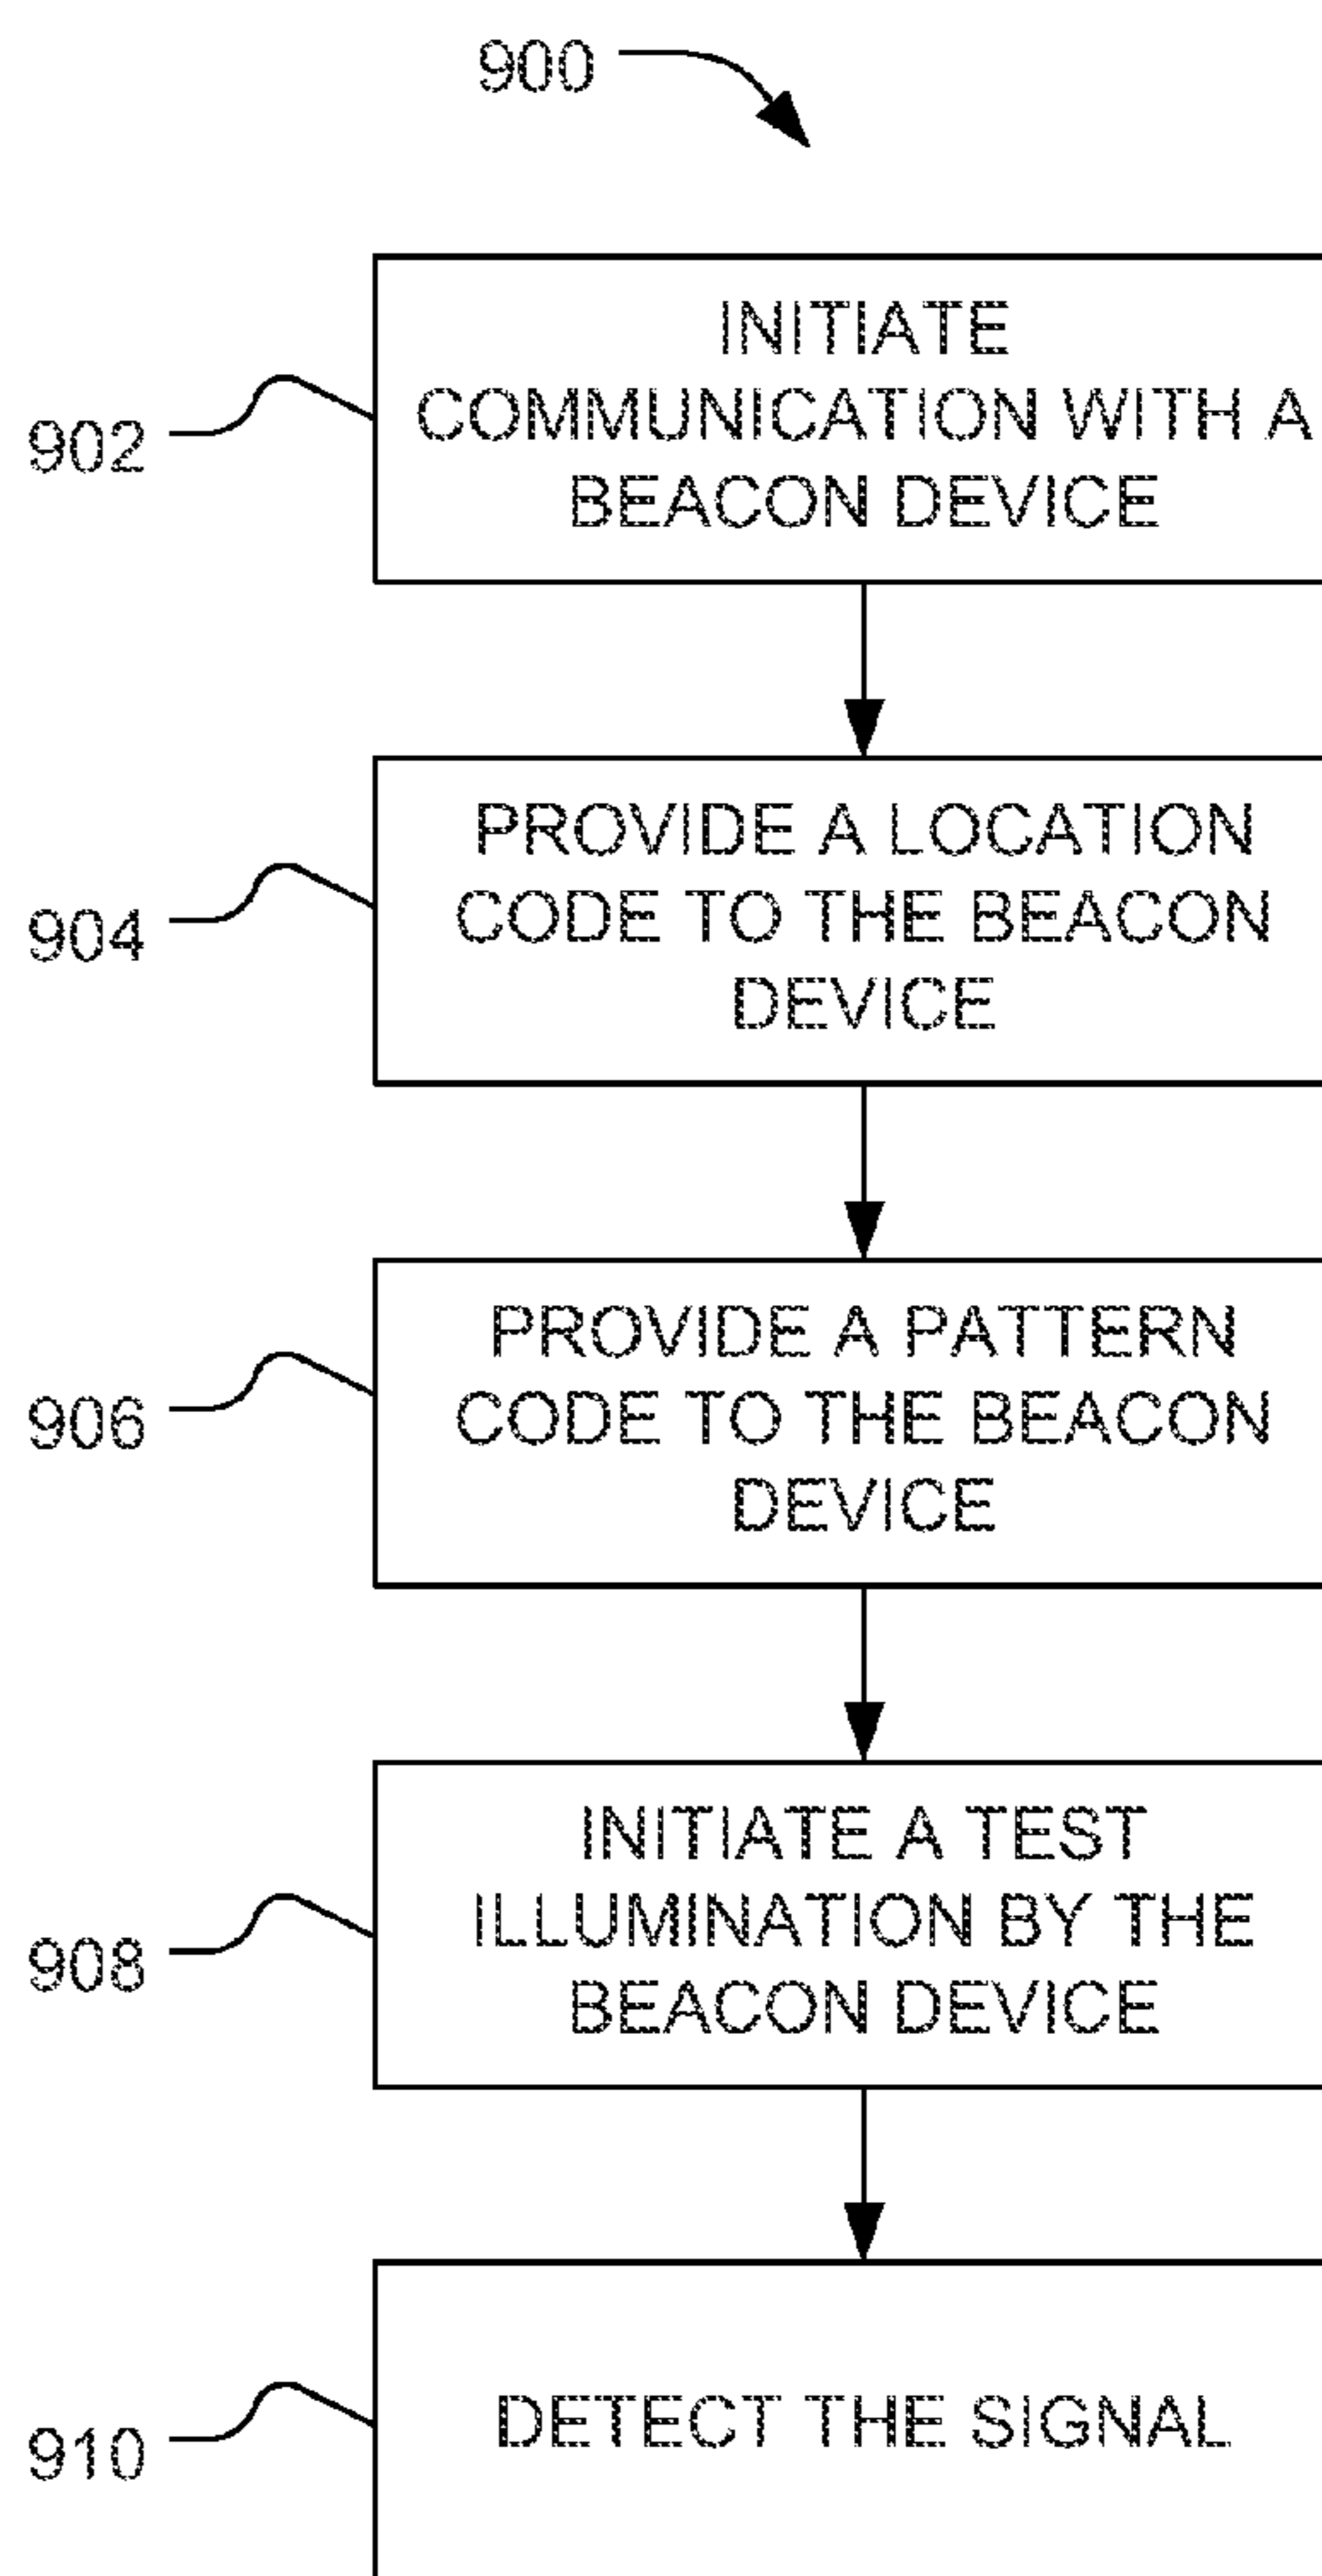 900
902
INITIATE
COMMUNICATION WITH A
BEACON DEVICE
904
PROVIDE A LOCATION
CODE TO THE BEACON
DEVICE
906
PROVIDE A PATTERN
CODE TO THE BEACON
DEVICE
908
INITIATE A TEST
ILLUMINATION BY THE
BEACON DEVICE
910
DETECT THE SIGNAL